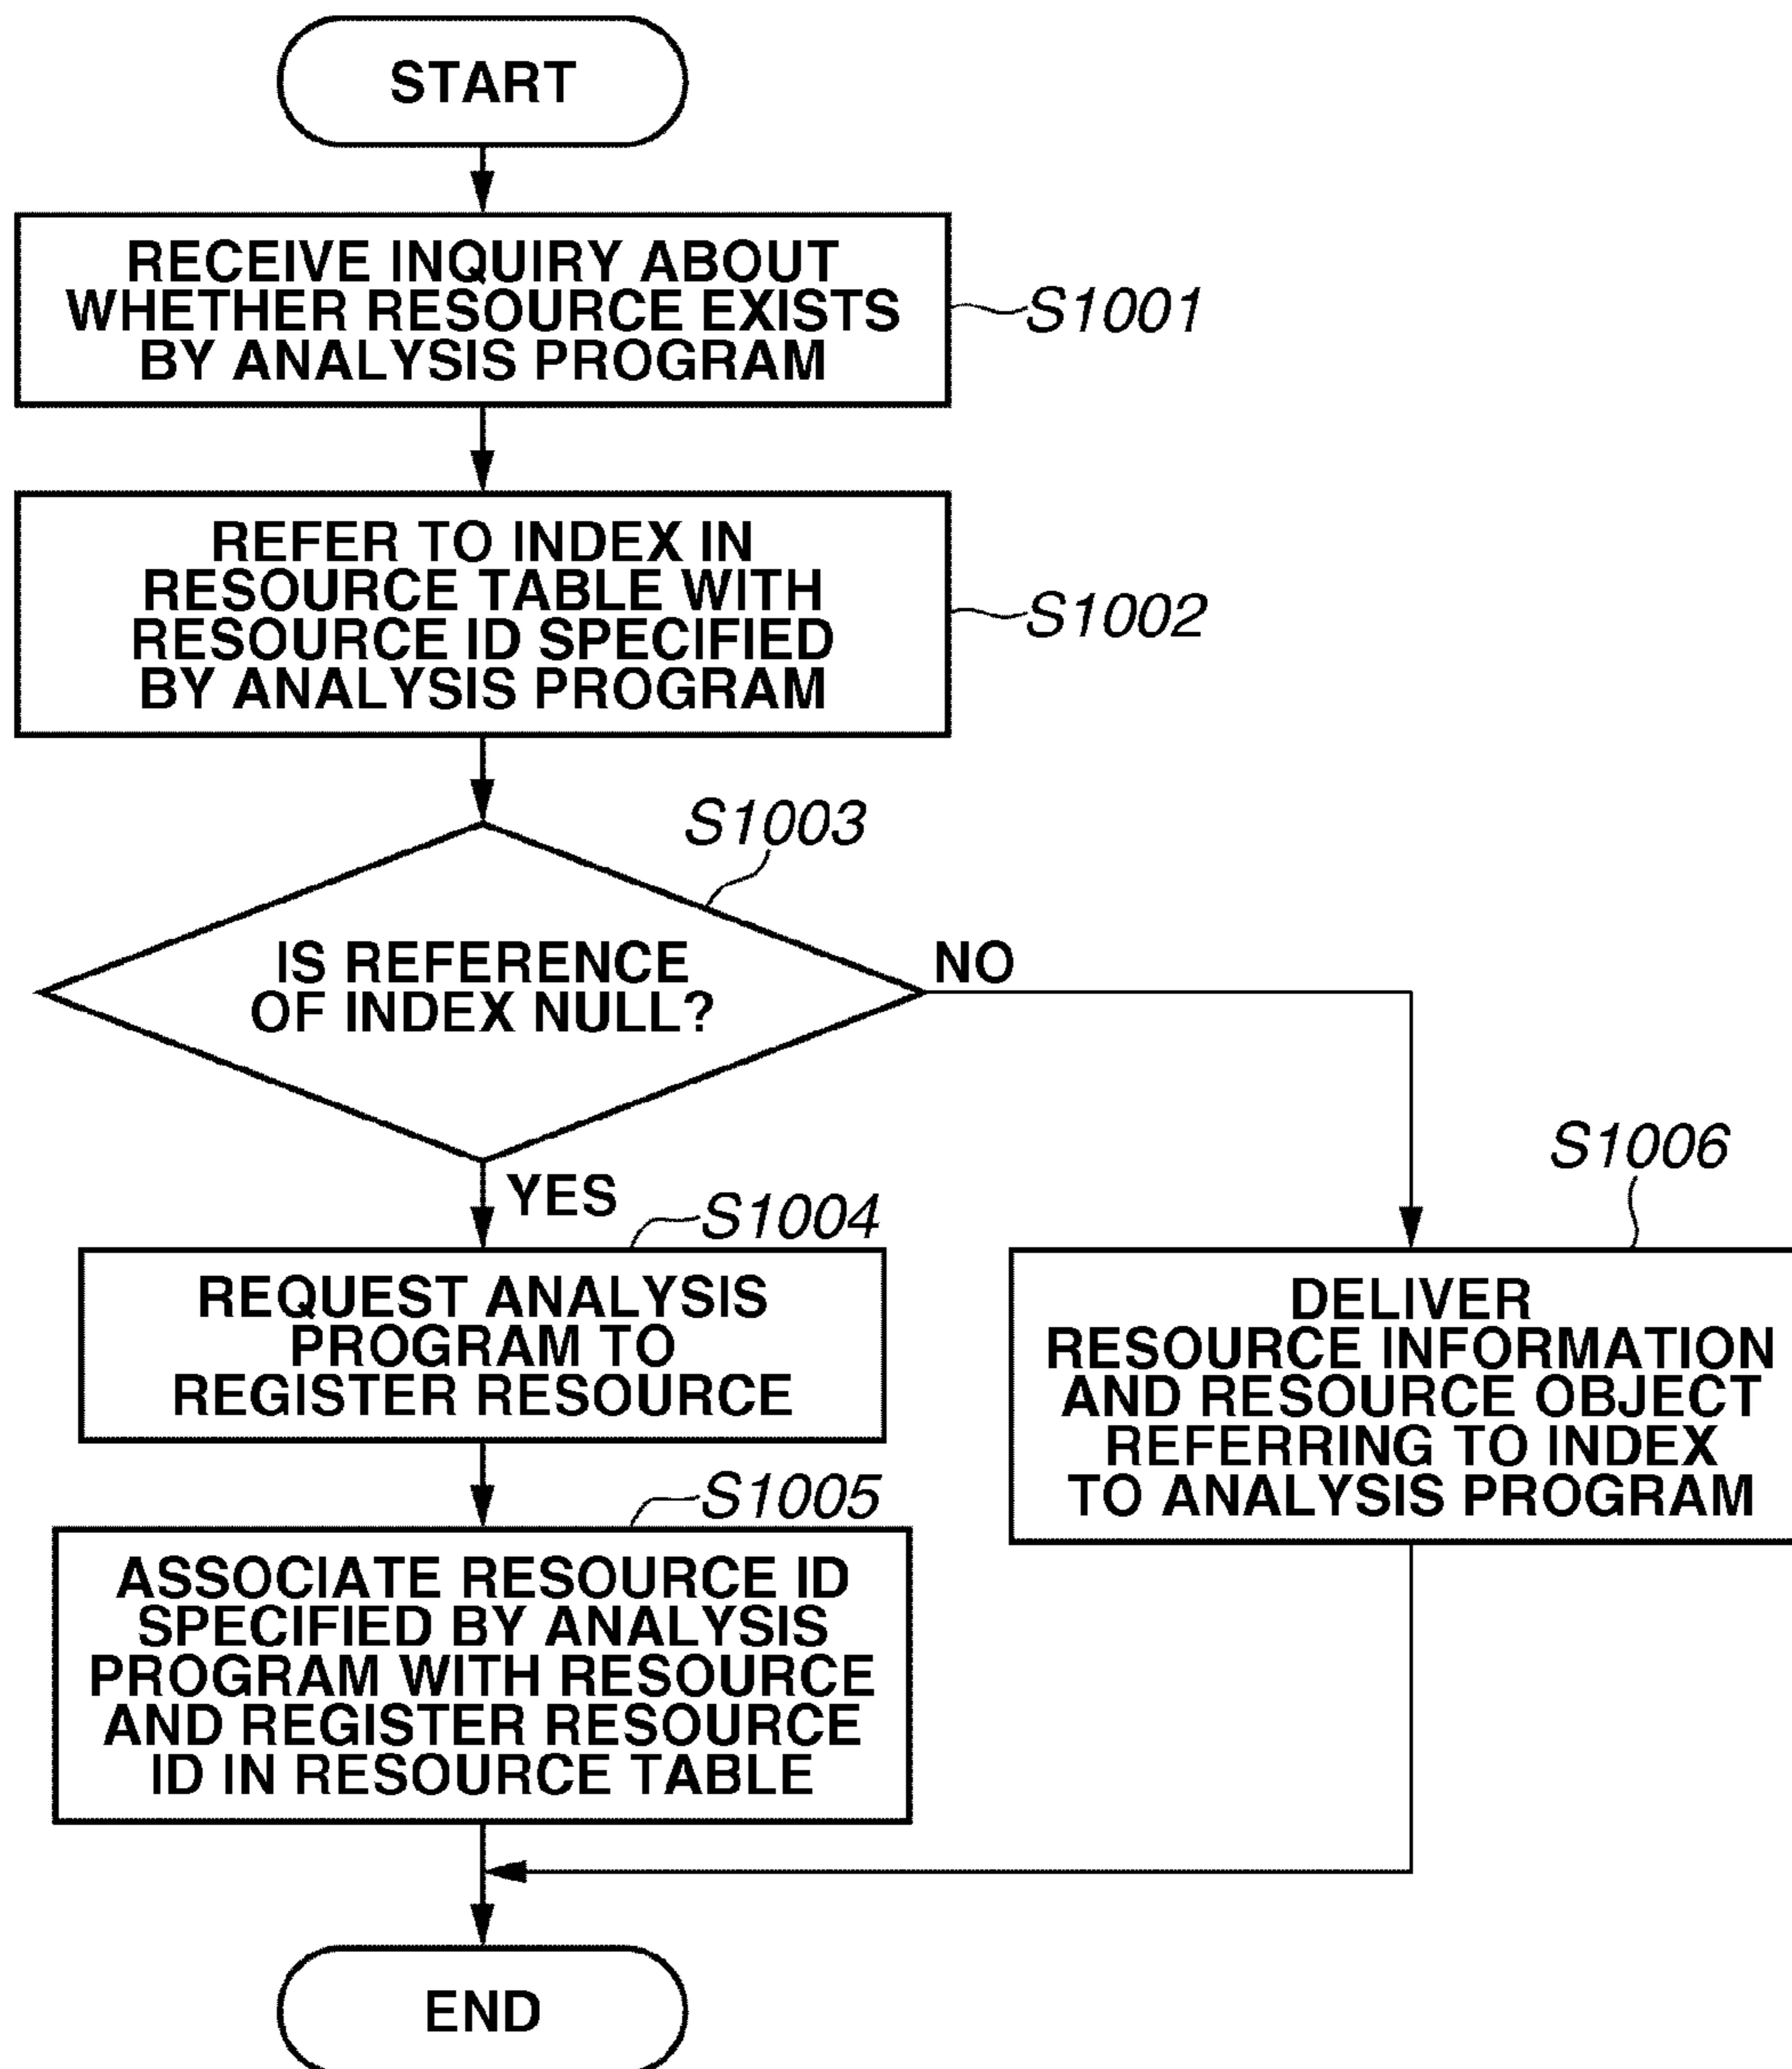 START
RECEIVE INQUIRY ABOUT
WHETHER RESOURCE EXISTS
BY ANALYSIS PROGRAM
S1001
REFER TO INDEX IN
RESOURCE TABLE WITH
RESOURCE ID SPECIFIED
BY ANALYSIS PROGRAM
S1002
S1003
IS REFERENCE
OF INDEX NULL?
NO
YES
S1004
REQUEST ANALYSIS
PROGRAM TO
REGISTER RESOURCE
S1006
DELIVER
RESOURCE INFORMATION
AND RESOURCE OBJECT
REFERRING TO INDEX
TO ANALYSIS PROGRAM
S1005
ASSOCIATE RESOURCE ID
SPECIFIED BY ANALYSIS
PROGRAM WITH RESOURCE
AND REGISTER RESOURCE
ID IN RESOURCE TABLE
END